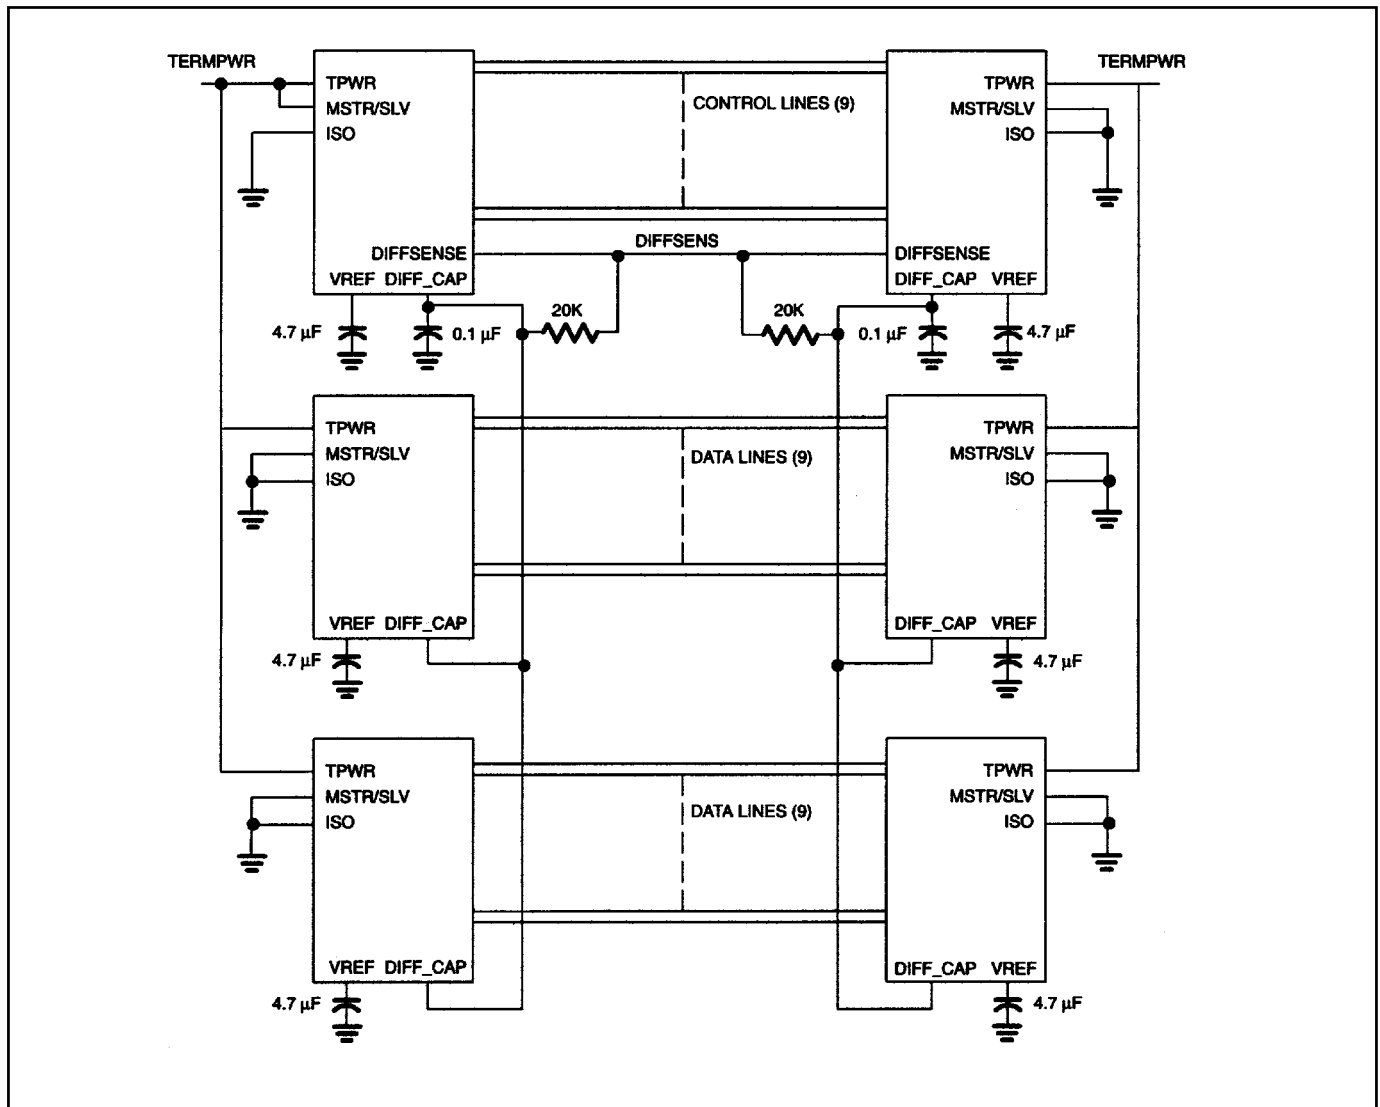 TERMPWR
TERMPWR
TPWR
MSTR/SLV
ISO
CONTROL LINES (9)
TPWR
MSTR/SLV
ISO
DIFFSENSE
DIFFSENS
DIFFSENSE
VREF DIFF_CAP
DIFF_CAP VREF
4.7 µF
0.1 µF
20K
20K
0.1 µF
4.7 µF
TPWR
MSTR/SLV
ISO
DATA LINES (9)
TPWR
MSTR/SLV
ISO
VREF DIFF_CAP
DIFF_CAP VREF
4.7 µF
4.7 µF
TPWR
MSTR/SLV
ISO
DATA LINES (9)
TPWR
MSTR/SLV
ISO
VREF DIFF_CAP
DIFF_CAP VREF
4.7 µF
4.7 µF